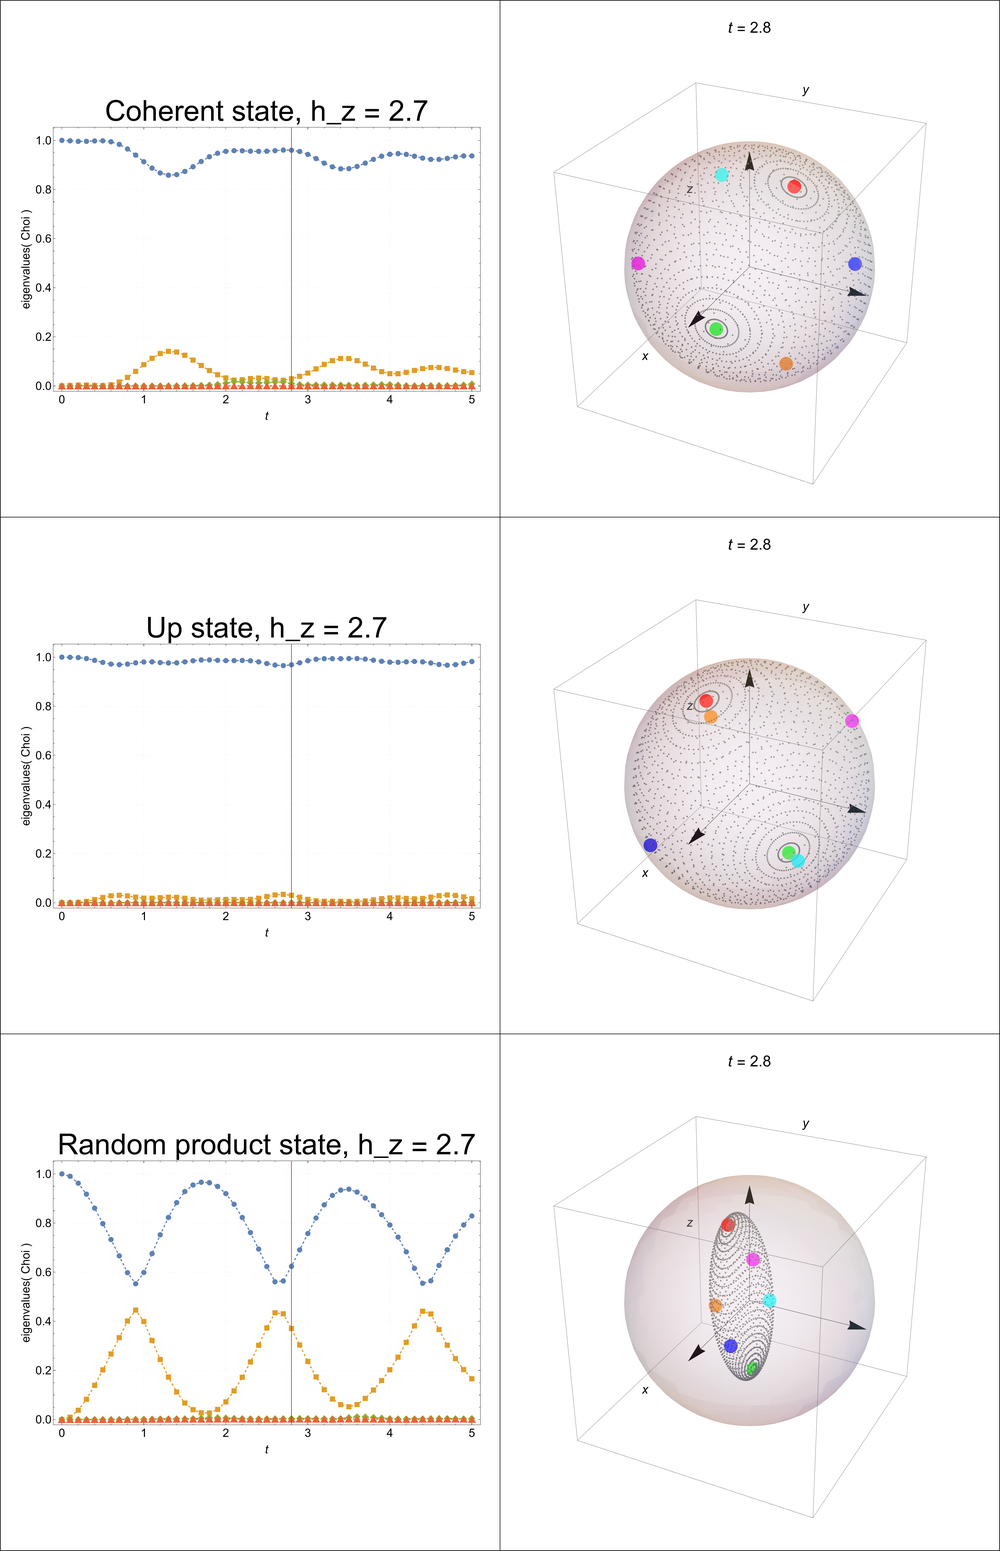 t = 2.8
y
Coherent state, h_z = 2.7
1.0
0.8
0.6
0.4
0.2
0.0
eigenvalues( Choi )
0 1 2 3 4 5
t
z
x
t = 2.8
y
Up state, h_z = 2.7
1.0
0.8
0.6
0.4
0.2
0.0
eigenvalues( Choi )
0 1 2 3 4 5
t
z
x
t = 2.8
y
Random product state, h_z = 2.7
1.0
0.8
0.6
0.4
0.2
0.0
eigenvalues( Choi )
0 1 2 3 4 5
t
z
x